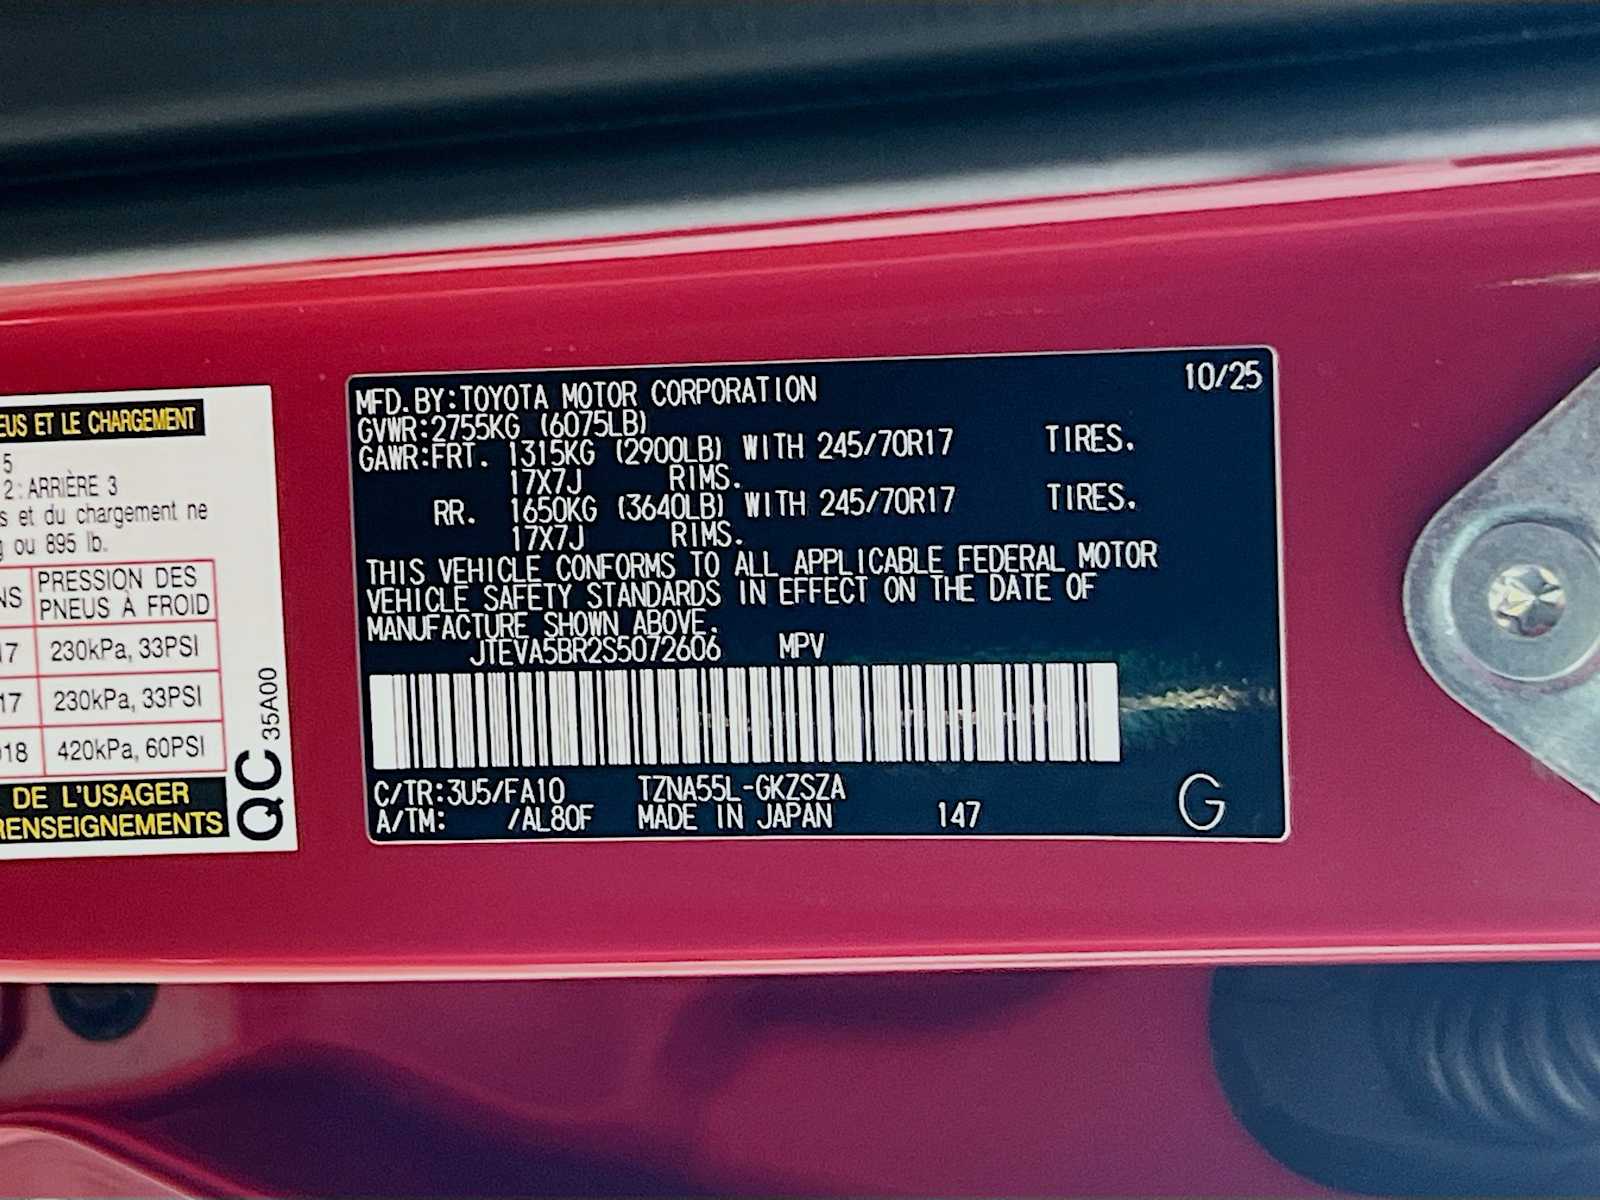 EUS ET LE CHARGEMENT
5
2 : ARRIÈRE 3
s et du chargement ne
g ou 895 lb.
NS PRESSION DES
PNEUS À FROID
17 230kPa, 33PSI
17 230kPa, 33PSI
018 420kPa, 60PSI
DE L'USAGER
RENSEIGNEMENTS
QC 35A00
MFD. BY: TOYOTA MOTOR CORPORATION 10/25
GVWR: 2755KG (6075LB)
GAWR: FRT. 1315KG (2900LB) WITH 245/70R17 TIRES.
17X7J RIMS.
RR. 1650KG (3640LB) WITH 245/70R17 TIRES.
17X7J RIMS.
THIS VEHICLE CONFORMS TO ALL APPLICABLE FEDERAL MOTOR
VEHICLE SAFETY STANDARDS IN EFFECT ON THE DATE OF
MANUFACTURE SHOWN ABOVE.
JTEVA5BR2S5072606 MPV
C/TR: 3U5/FA10 TZNA55L-GKZSZA
A/TM: /AL80F MADE IN JAPAN 147 G